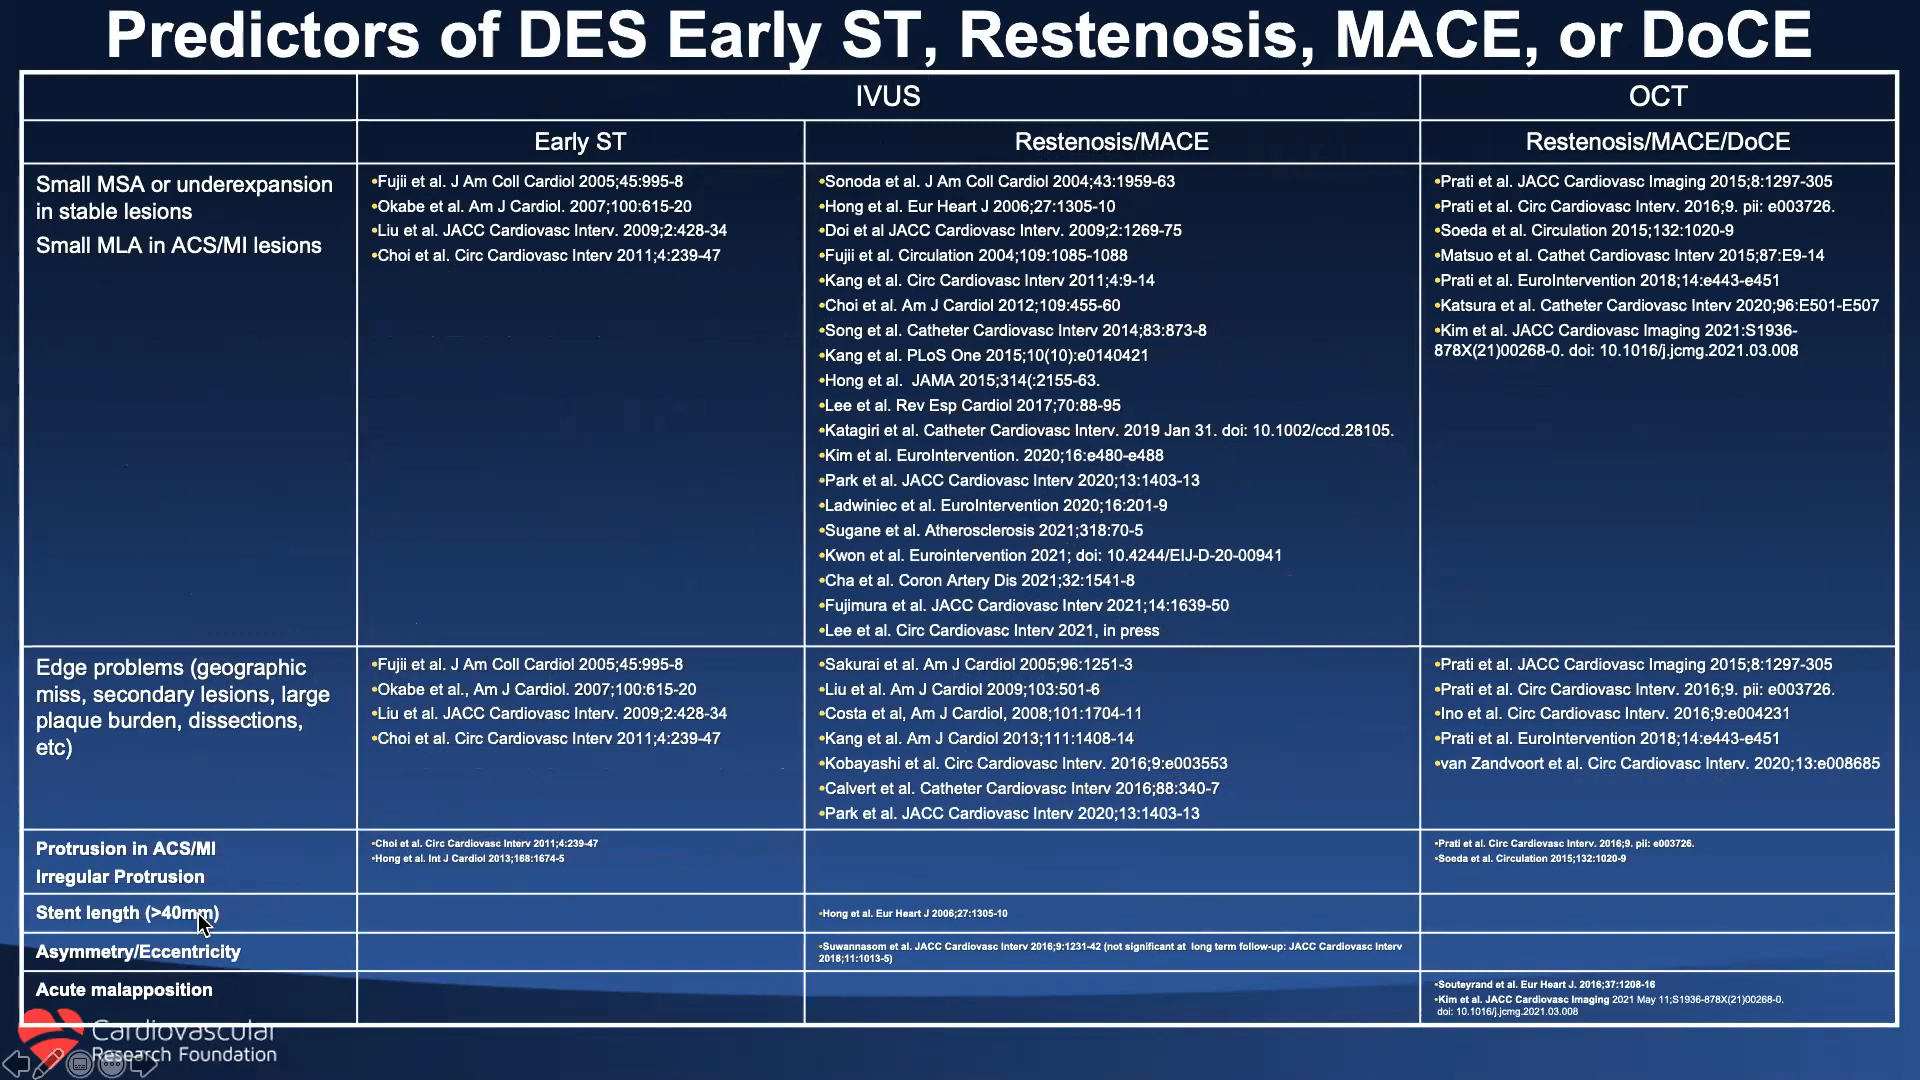 Predictors of DES Early ST, Restenosis, MACE, or DoCE
IVUS
OCT
Early ST
Restenosis/MACE
Restenosis/MACE/DoCE
Small MSA or underexpansion
in stable lesions
Small MLA in ACS/MI lesions
•Fujii et al. J Am Coll Cardiol 2005;45:995-8
•Okabe et al. Am J Cardiol. 2007;100:615-20
•Liu et al. JACC Cardiovasc Interv. 2009;2:428-34
•Choi et al. Circ Cardiovasc Interv 2011;4:239-47
•Sonoda et al. J Am Coll Cardiol 2004;43:1959-63
•Hong et al. Eur Heart J 2006;27:1305-10
•Doi et al JACC Cardiovasc Interv. 2009;2:1269-75
•Fujii et al. Circulation 2004;109:1085-1088
•Kang et al. Circ Cardiovasc Interv 2011;4:9-14
•Choi et al. Am J Cardiol 2012;109:455-60
•Song et al. Catheter Cardiovasc Interv 2014;83:873-8
•Kang et al. PLoS One 2015;10(10):e0140421
•Hong et al.  JAMA 2015;314(:2155-63.
•Lee et al. Rev Esp Cardiol 2017;70:88-95
•Katagiri et al. Catheter Cardiovasc Interv. 2019 Jan 31. doi: 10.1002/ccd.28105.
•Kim et al. EuroIntervention. 2020;16:e480-e488
•Park et al. JACC Cardiovasc Interv 2020;13:1403-13
•Ladwiniec et al. EuroIntervention 2020;16:201-9
•Sugane et al. Atherosclerosis 2021;318:70-5
•Kwon et al. Eurointervention 2021; doi: 10.4244/EIJ-D-20-00941
•Cha et al. Coron Artery Dis 2021;32:1541-8
•Fujimura et al. JACC Cardiovasc Interv 2021;14:1639-50
•Lee et al. Circ Cardiovasc Interv 2021, in press
•Prati et al. JACC Cardiovasc Imaging 2015;8:1297-305
•Prati et al. Circ Cardiovasc Interv. 2016;9. pii: e003726.
•Soeda et al. Circulation 2015;132:1020-9
•Matsuo et al. Cathet Cardiovasc Interv 2015;87:E9-14
•Prati et al. EuroIntervention 2018;14:e443-e451
•Katsura et al. Catheter Cardiovasc Interv 2020;96:E501-E507
•Kim et al. JACC Cardiovasc Imaging 2021:S1936-
878X(21)00268-0. doi: 10.1016/j.jcmg.2021.03.008
Edge problems (geographic
miss, secondary lesions, large
plaque burden, dissections,
etc)
•Fujii et al. J Am Coll Cardiol 2005;45:995-8
•Okabe et al., Am J Cardiol. 2007;100:615-20
•Liu et al. JACC Cardiovasc Interv. 2009;2:428-34
•Choi et al. Circ Cardiovasc Interv 2011;4:239-47
•Sakurai et al. Am J Cardiol 2005;96:1251-3
•Liu et al. Am J Cardiol 2009;103:501-6
•Costa et al, Am J Cardiol, 2008;101:1704-11
•Kang et al. Am J Cardiol 2013;111:1408-14
•Kobayashi et al. Circ Cardiovasc Interv. 2016;9:e003553
•Calvert et al. Catheter Cardiovasc Interv 2016;88:340-7
•Park et al. JACC Cardiovasc Interv 2020;13:1403-13
•Prati et al. JACC Cardiovasc Imaging 2015;8:1297-305
•Prati et al. Circ Cardiovasc Interv. 2016;9. pii: e003726.
•Ino et al. Circ Cardiovasc Interv. 2016;9:e004231
•Prati et al. EuroIntervention 2018;14:e443-e451
•van Zandvoort et al. Circ Cardiovasc Interv. 2020;13:e008685
Protrusion in ACS/MI
Irregular Protrusion
•Choi et al. Circ Cardiovasc Interv 2011;4:239-47
•Hong et al. Int J Cardiol 2013;168:1674-5
•Prati et al. Circ Cardiovasc Interv. 2016;9. pii: e003726.
•Soeda et al. Circulation 2015;132:1020-9
Stent length (>40mm)
•Hong et al. Eur Heart J 2006;27:1305-10
Asymmetry/Eccentricity
•Suwannasom et al. JACC Cardiovasc Interv 2016;9:1231-42 (not significant at  long term follow-up: JACC Cardiovasc Interv
2018;11:1013-5)
Acute malapposition
•Souteyrand et al. Eur Heart J. 2016;37:1208-16
•Kim et al. JACC Cardiovasc Imaging 2021 May 11;S1936-878X(21)00268-0.
doi: 10.1016/j.jcmg.2021.03.008
Cardiovascular
Research Foundation